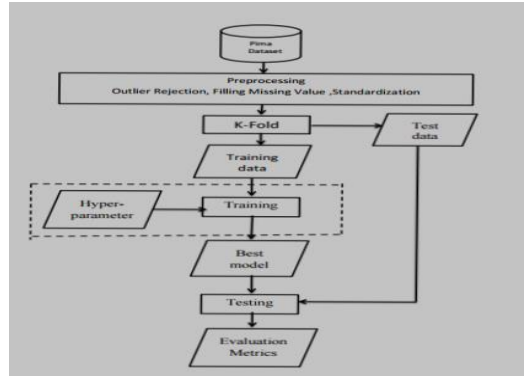 Pima
Dataset
Preprocessing
Outlier Rejection, Filling Missing Value ,Standardization
K-Fold
Test
data
Training
data
Hyper-
parameter
Training
Best
model
Testing
Evaluation
Metrics